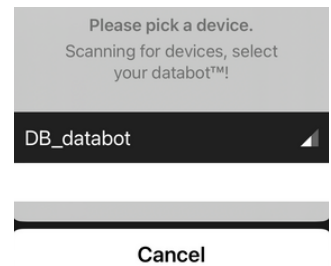 Please pick a device.
Scanning for devices, select
your databot™!
DB_databot
Cancel